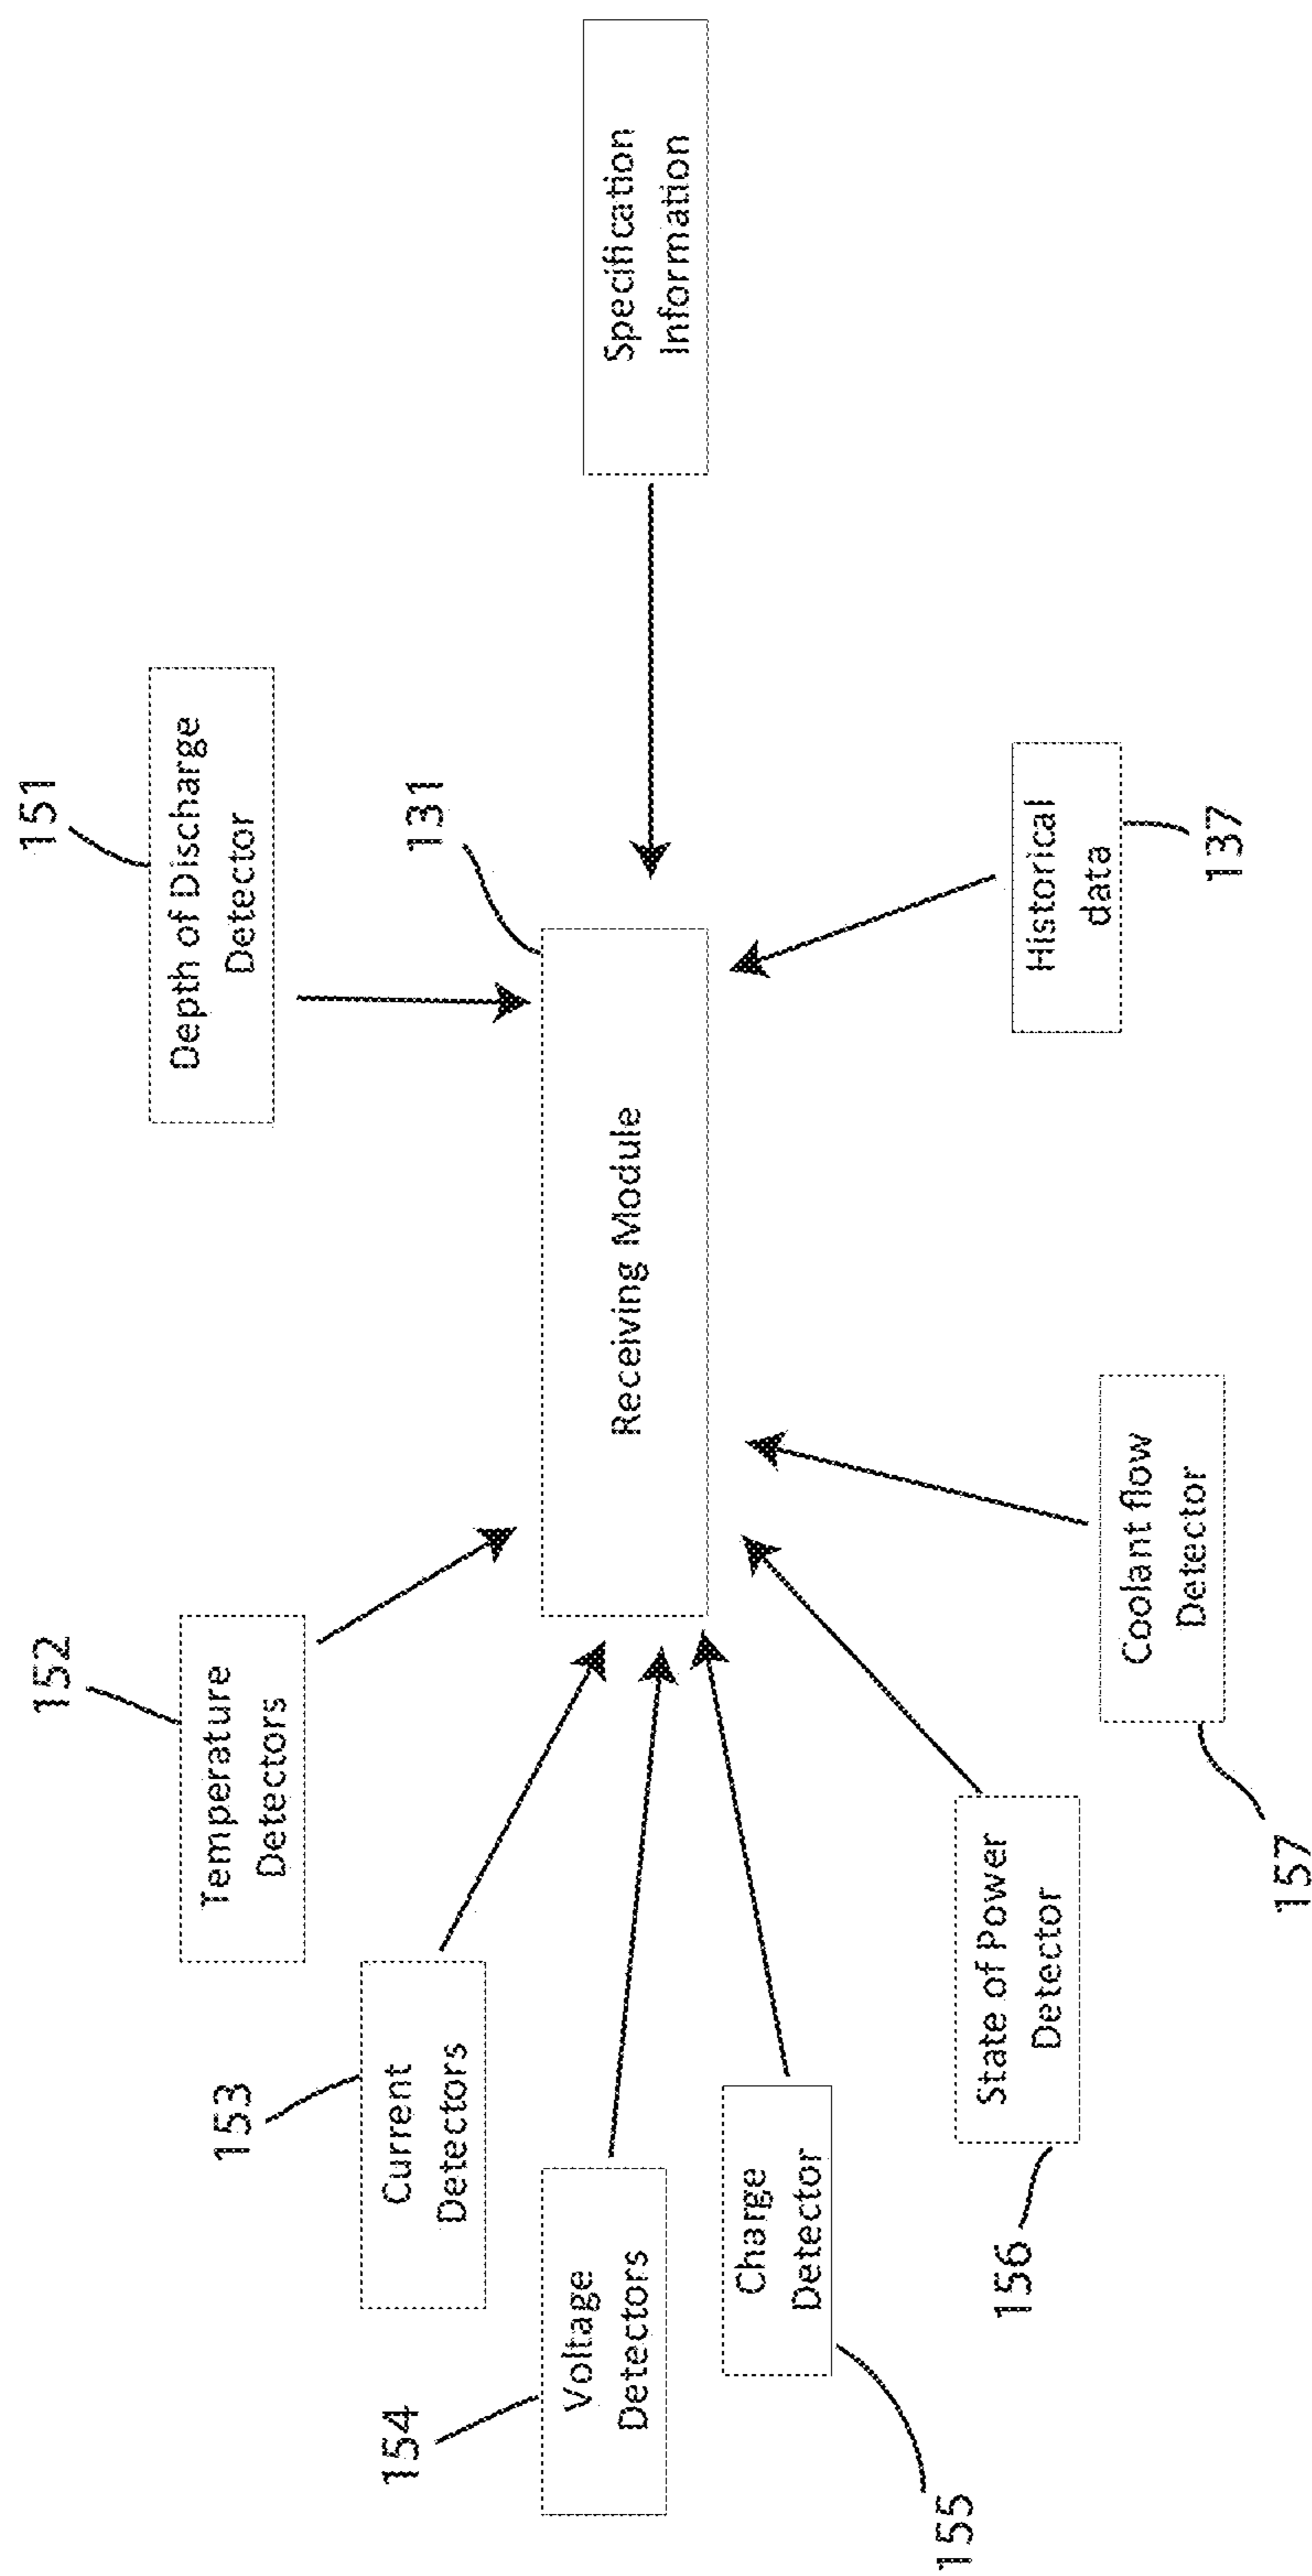 151
Depth of Discharge
Detector
152
Temperature
Detectors
131
Receiving Module
Specification
Information
153
Current
Detectors
154
Voltage
Detectors
155
Charge
Detector
156
State of Power
Detector
157
Coolant flow
Detector
Historical
data
137